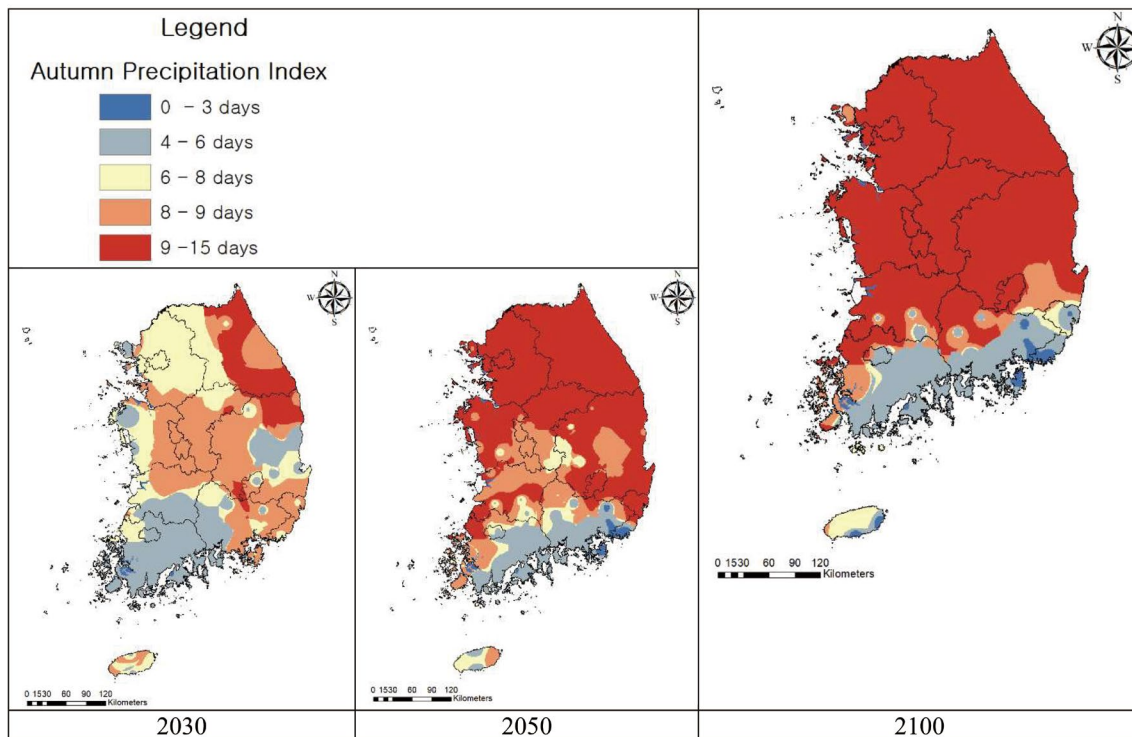 Legend
Autumn Precipitation Index
0 - 3 days
4 - 6 days
6 - 8 days
8 - 9 days
9 -15 days
N
W
S
0 1530 60 90 120
Kilometers
2030
N
W
S
0 1530 60 90 120
Kilometers
2050
N
W
E
S
0 1530 60 90 120
Kilometers
2100